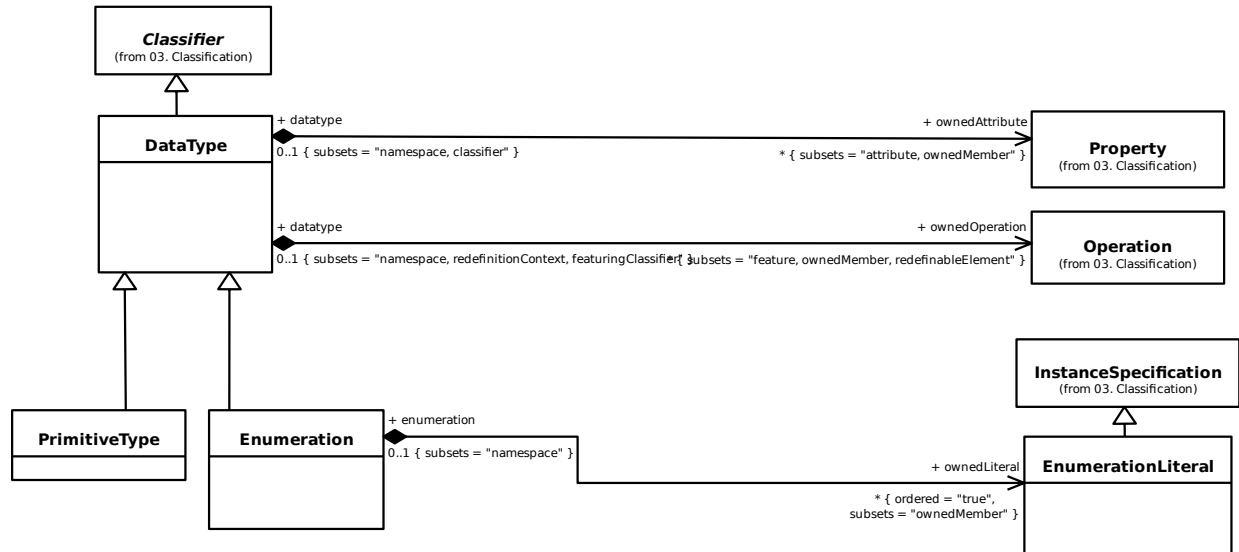 Classifier
(from 03. Classification)
DataType
+ datatype
+ ownedAttribute
0..1 { subsets = "namespace, classifier" }
* { subsets = "attribute, ownedMember" }
Property
(from 03. Classification)
+ datatype
+ ownedOperation
0..1 { subsets = "namespace, redefinitionContext, featuringClassifier" }
* { subsets = "feature, ownedMember, redefinableElement" }
Operation
(from 03. Classification)
InstanceSpecification
(from 03. Classification)
PrimitiveType
Enumeration
+ enumeration
0..1 { subsets = "namespace" }
+ ownedLiteral
* { ordered = "true",
subsets = "ownedMember" }
EnumerationLiteral